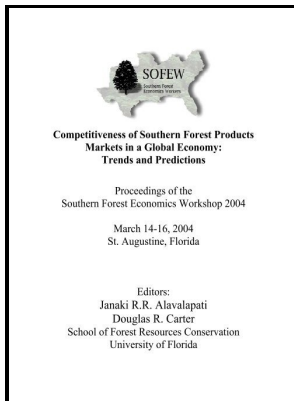 SOFEW
Southern Forest
Economics Workers
Competitiveness of Southern Forest Products
Markets in a Global Economy:
Trends and Predictions
Proceedings of the
Southern Forest Economics Workshop 2004
March 14-16, 2004
St. Augustine, Florida
Editors:
Janaki R.R. Alavalapati
Douglas R. Carter
School of Forest Resources Conservation
University of Florida